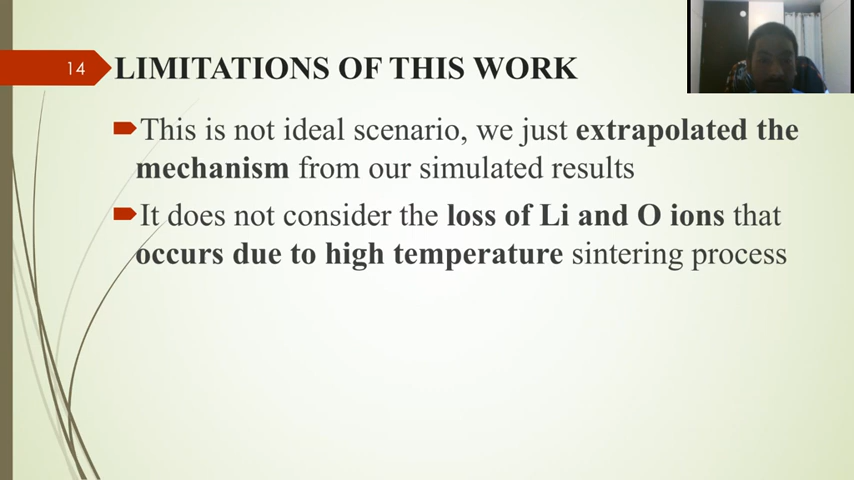 14
LIMITATIONS OF THIS WORK
This is not ideal scenario, we just extrapolated the
mechanism from our simulated results
It does not consider the loss of Li and O ions that
occurs due to high temperature sintering process